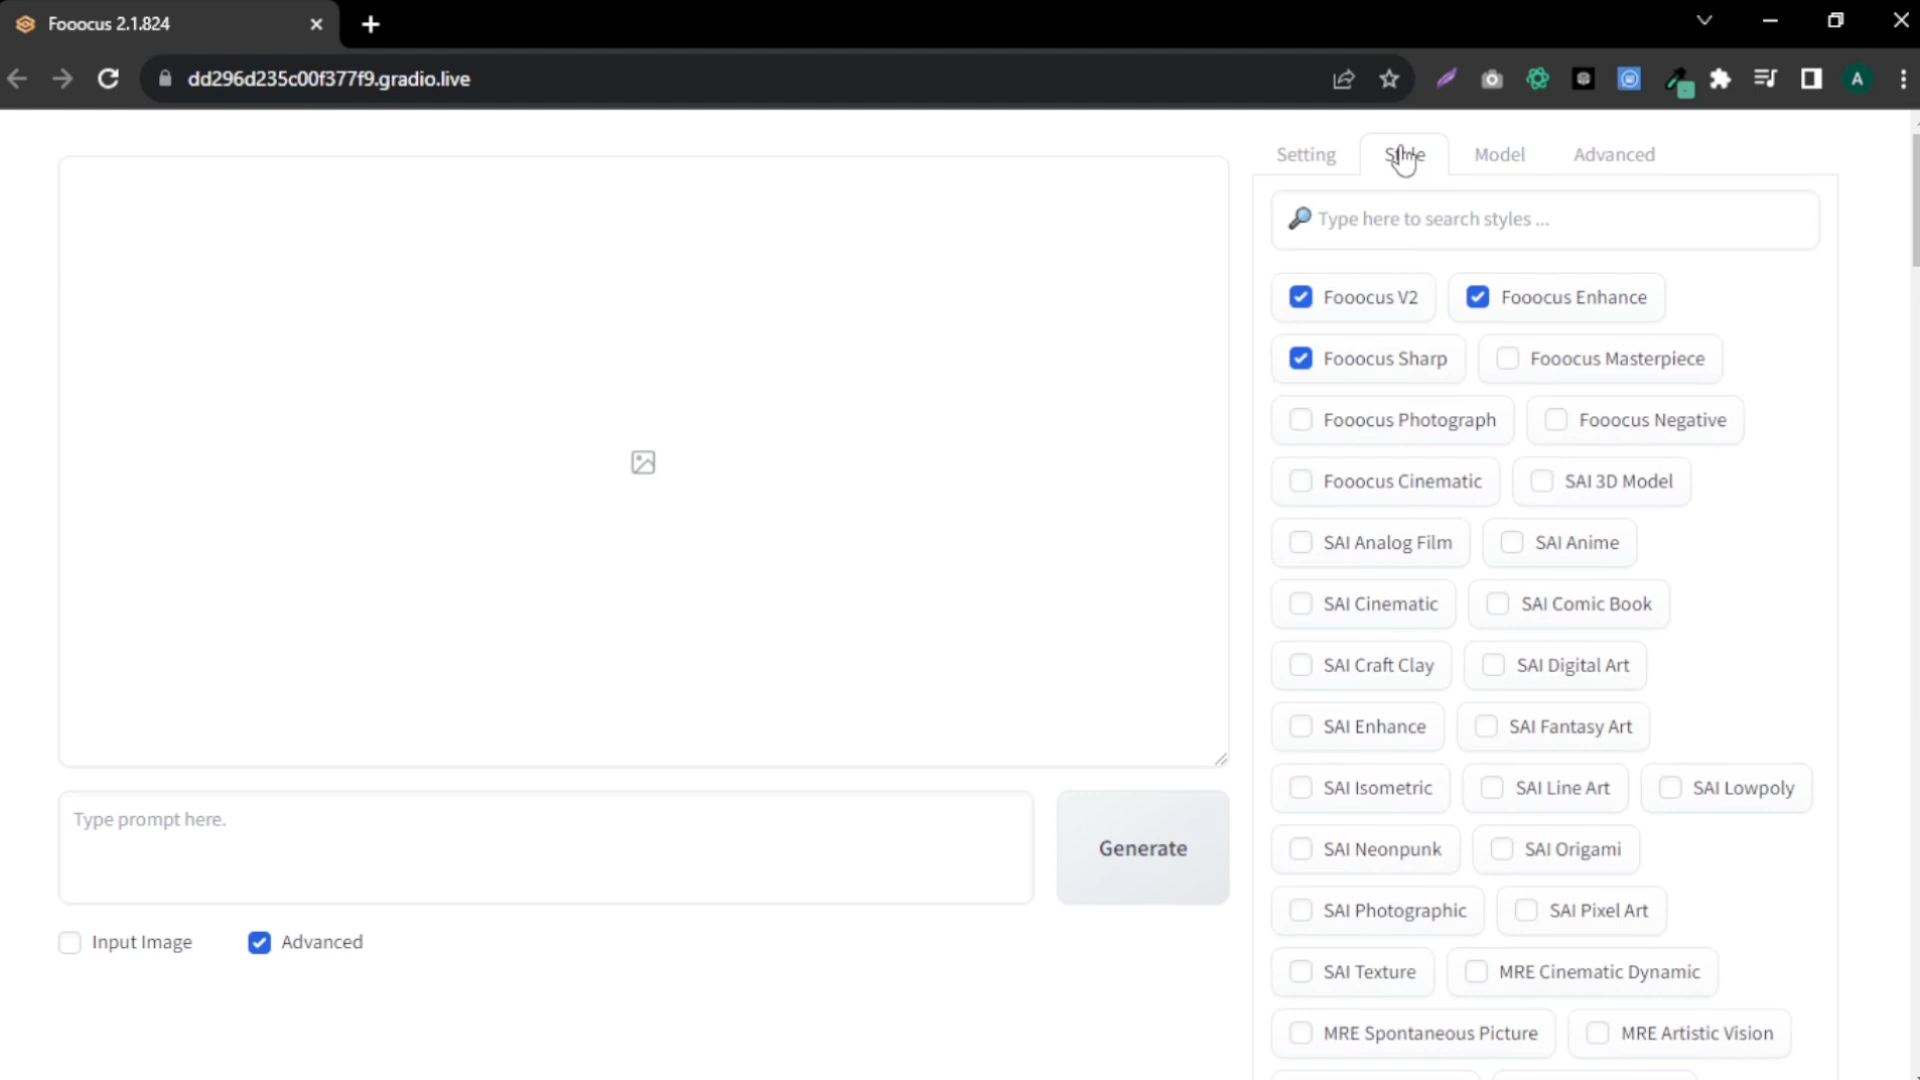 Fooocus 2.1.824
dd296d235c00f377f9.gradio.live
A
Setting Style Model Advanced
Type here to search styles ...
Fooocus V2 Fooocus Enhance
Fooocus Sharp Fooocus Masterpiece
Fooocus Photograph Fooocus Negative
Fooocus Cinematic SAI 3D Model
SAI Analog Film SAI Anime
SAI Cinematic SAI Comic Book
SAI Craft Clay SAI Digital Art
SAI Enhance SAI Fantasy Art
SAI Isometric SAI Line Art SAI Lowpoly
SAI Neonpunk SAI Origami
SAI Photographic SAI Pixel Art
SAI Texture MRE Cinematic Dynamic
MRE Spontaneous Picture MRE Artistic Vision
Type prompt here.
Generate
Input Image Advanced